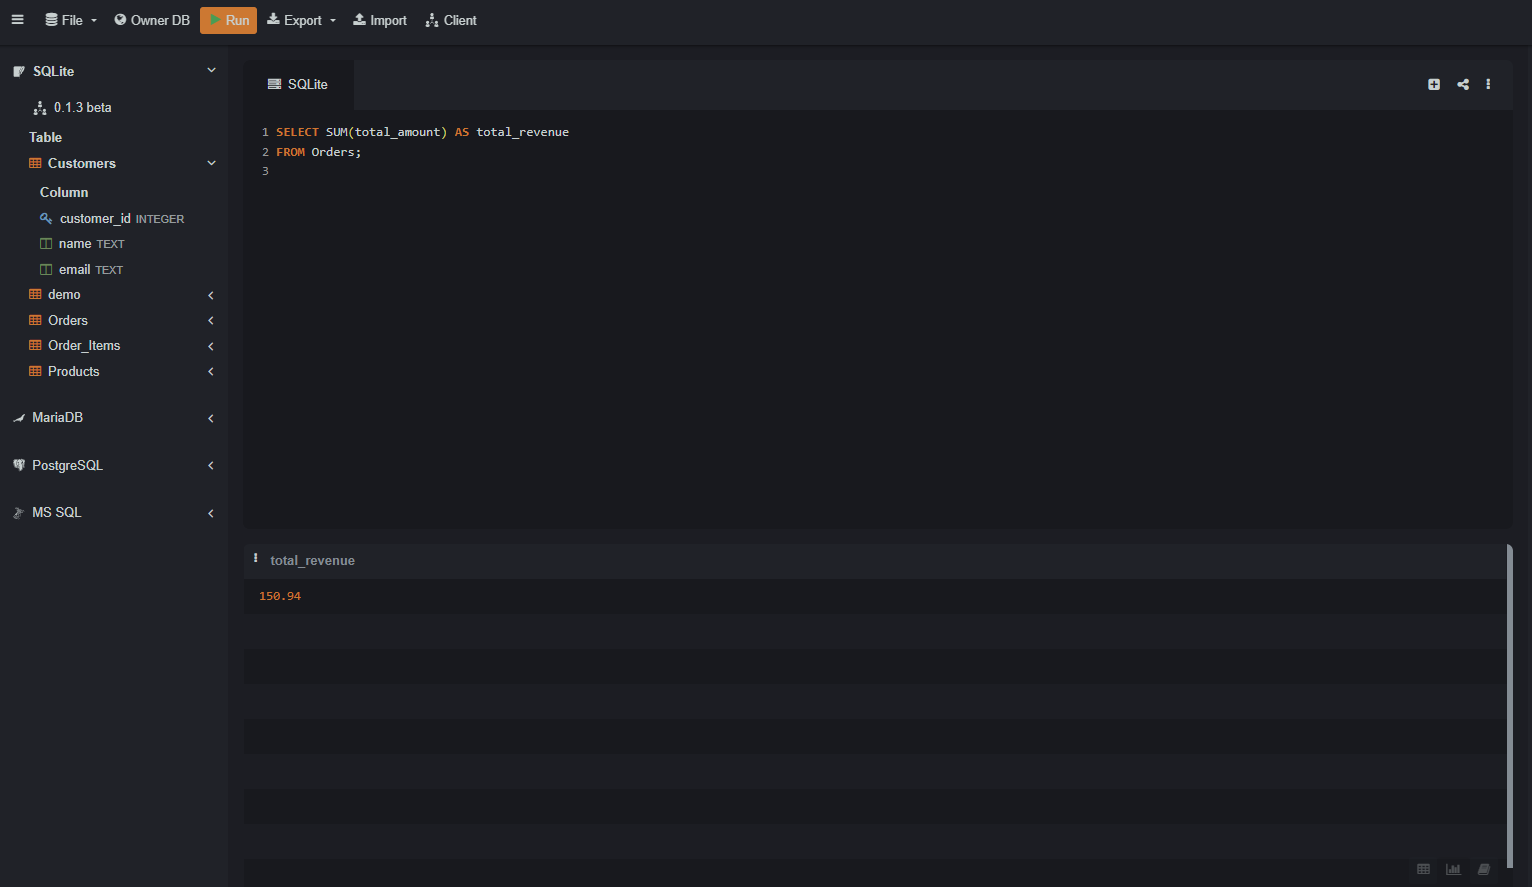 File Owner DB Run Export Import Client
SQLite
0.1.3 beta
Table
Customers
Column
customer_id INTEGER
name TEXT
email TEXT
demo
Orders
Order_Items
Products
MariaDB
PostgreSQL
MS SQL
SQLite
1 SELECT SUM(total_amount) AS total_revenue
2 FROM Orders;
3
total_revenue
150.94